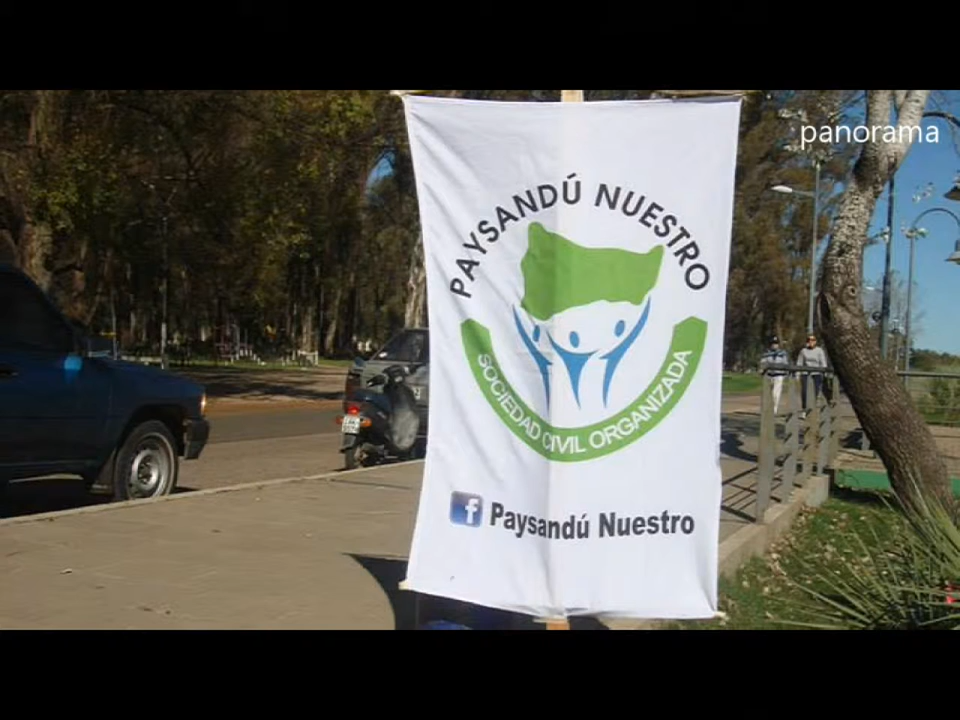 panorama
PAYSANDÚ NUESTRO
SOCIEDAD CIVIL ORGANIZADA
f Paysandú Nuestro